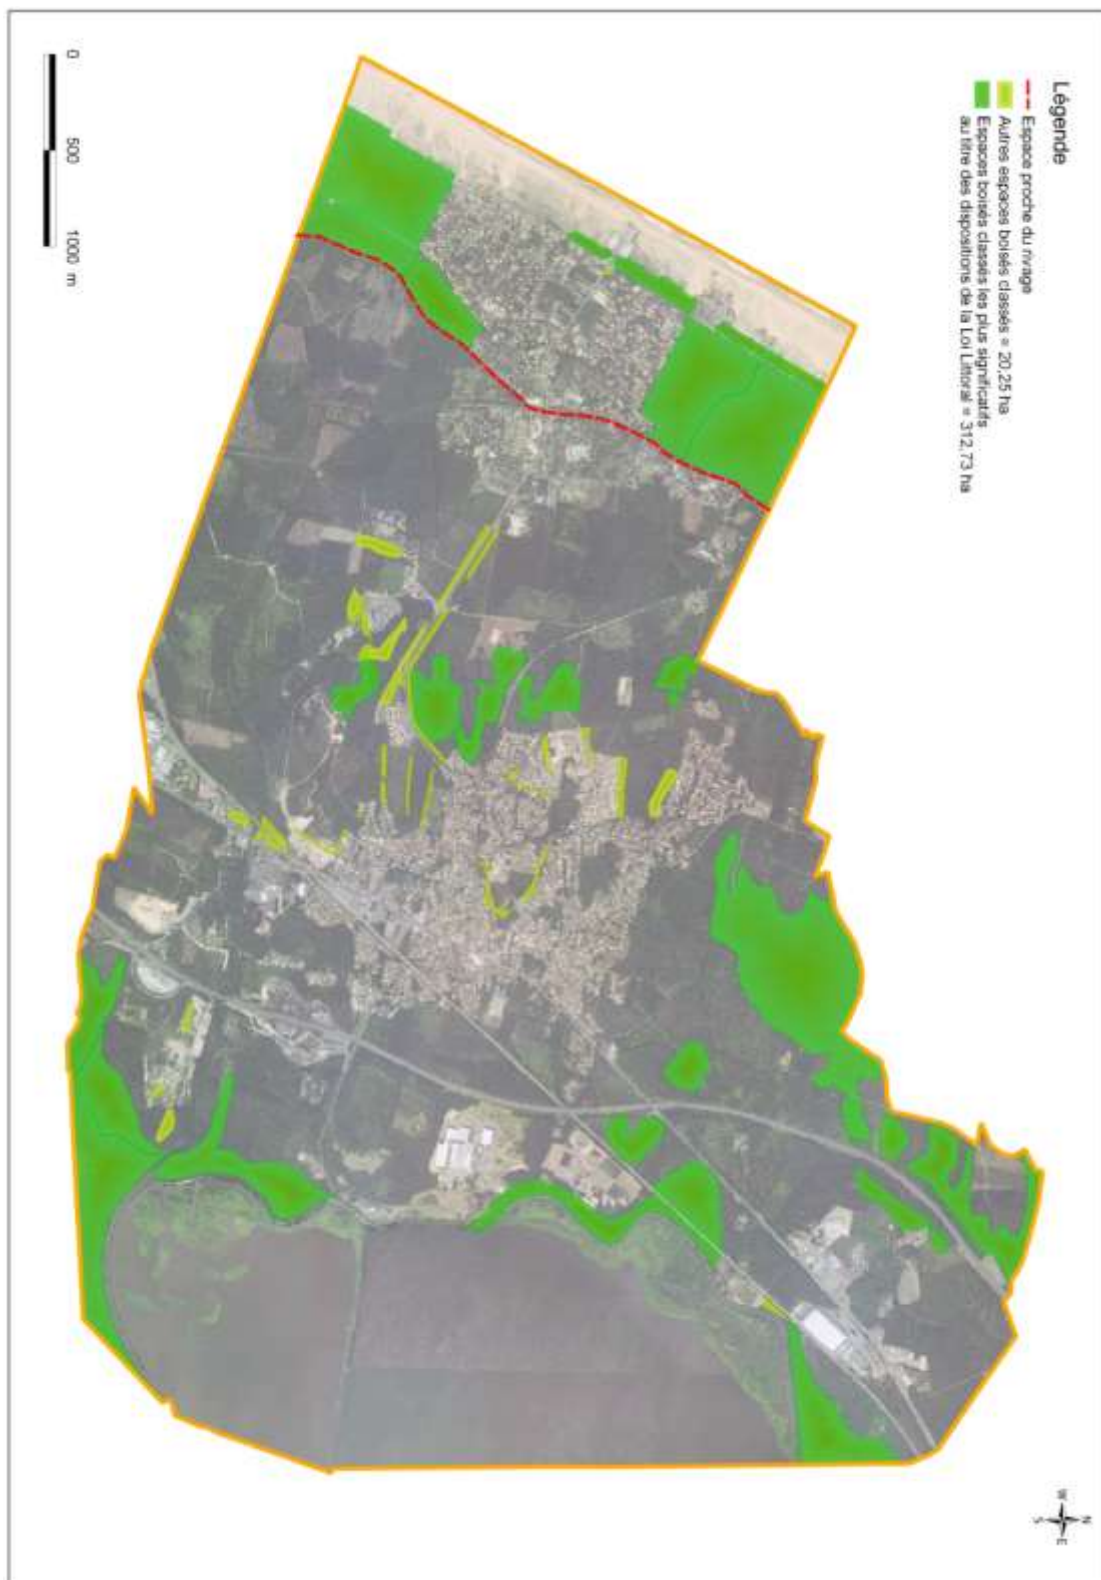 Légende
Espace proche du rivage
Autres espaces boisés classés = 20,25 ha
Espaces boisés classés les plus significatifs
au titre des dispositions de la Loi Littoral = 312,73 ha
0 500 1000 m
N
W E
S